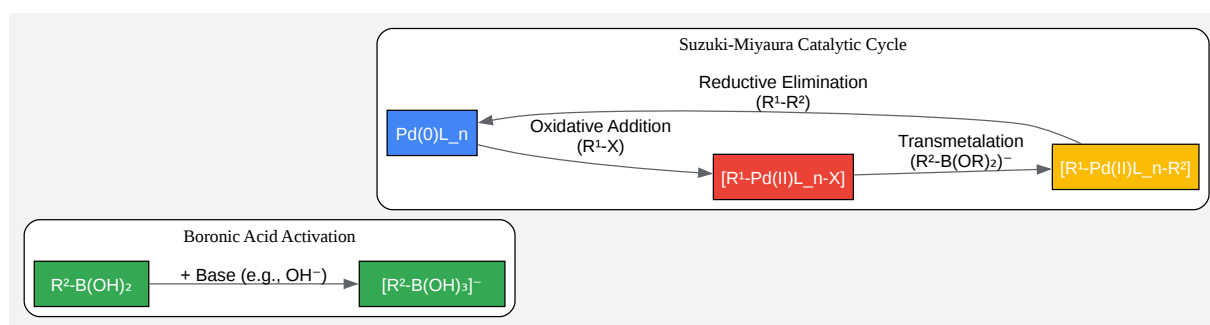 Suzuki-Miyaura Catalytic Cycle
Reductive Elimination
(R¹-R²)
Pd(0)L_n
Oxidative Addition
(R¹-X)
Transmetalation
(R²-B(OR)₂)⁻
[R¹-Pd(II)L_n-X]
[R¹-Pd(II)L_n-R²]
Boronic Acid Activation
R²-B(OH)₂
+ Base (e.g., OH⁻)
[R²-B(OH)₃]⁻